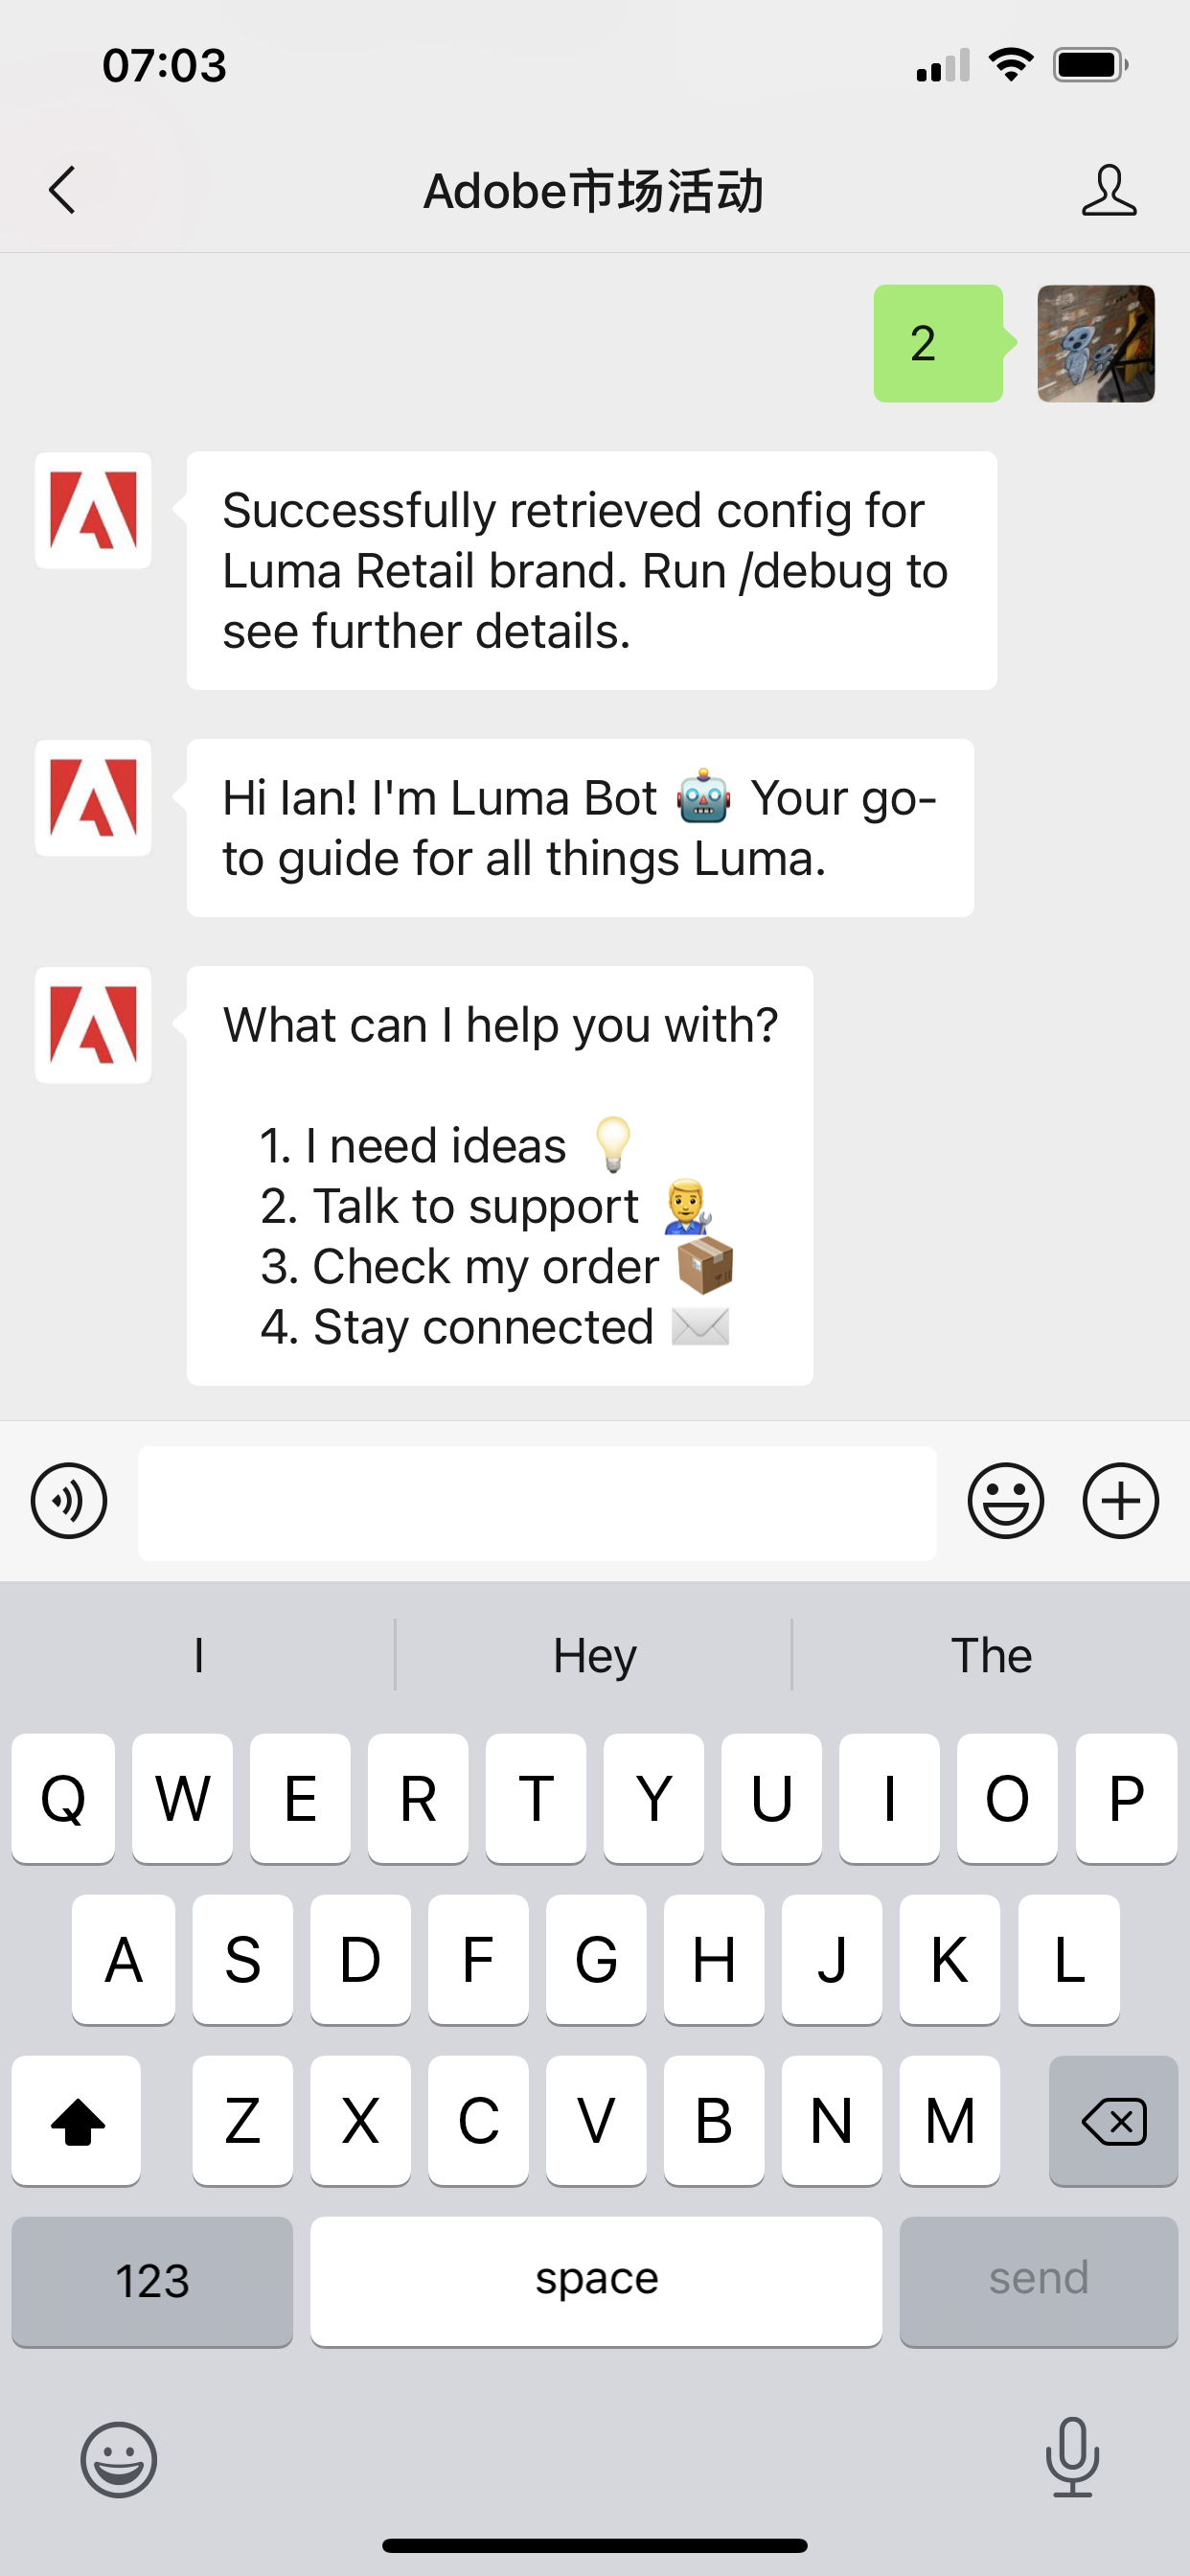 07:03
Adobe市场活动
2
Successfully retrieved config for
Luma Retail brand. Run /debug to
see further details.
Hi Ian! I'm Luma Bot 🤖 Your go-
to guide for all things Luma.
What can I help you with?
1. I need ideas 💡
2. Talk to support 👨‍🔧
3. Check my order 📦
4. Stay connected ✉️
I Hey The
Q W E R T Y U I O P
A S D F G H J K L
Z X C V B N M
123 space send